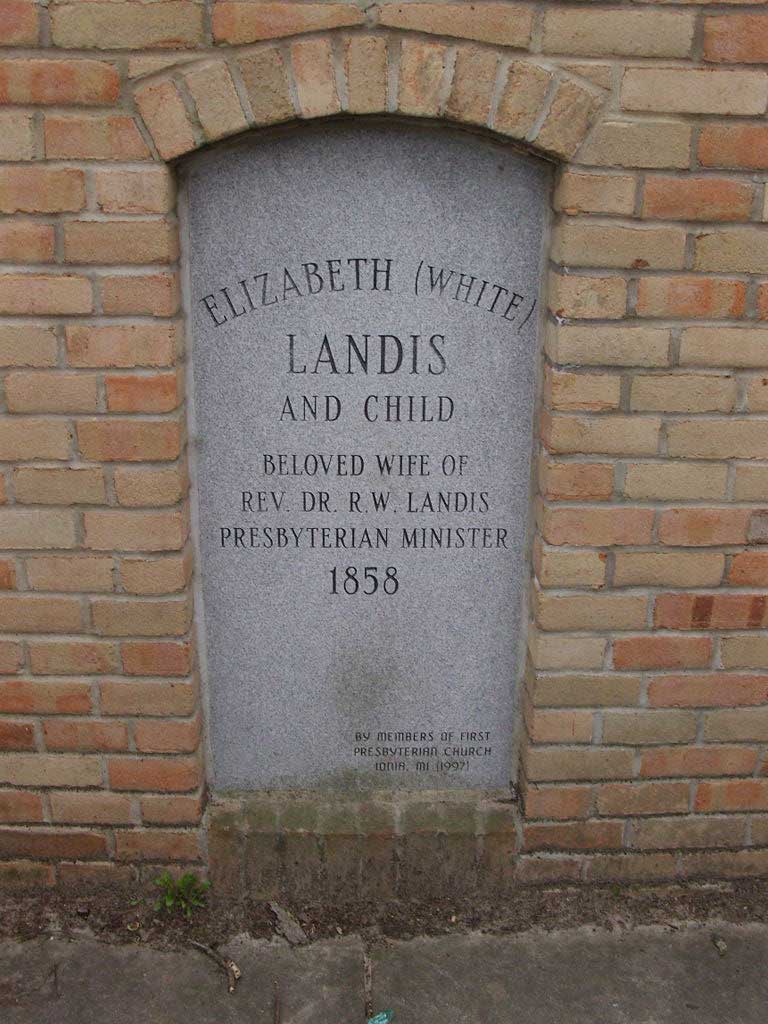 ELIZABETH (WHITE)
LANDIS
AND CHILD
BELOVED WIFE OF
REV. DR. R.W. LANDIS
PRESBYTERIAN MINISTER
1858
BY MEMBERS OF FIRST
PRESBYTERIAN CHURCH
IONIA, MI (1997)